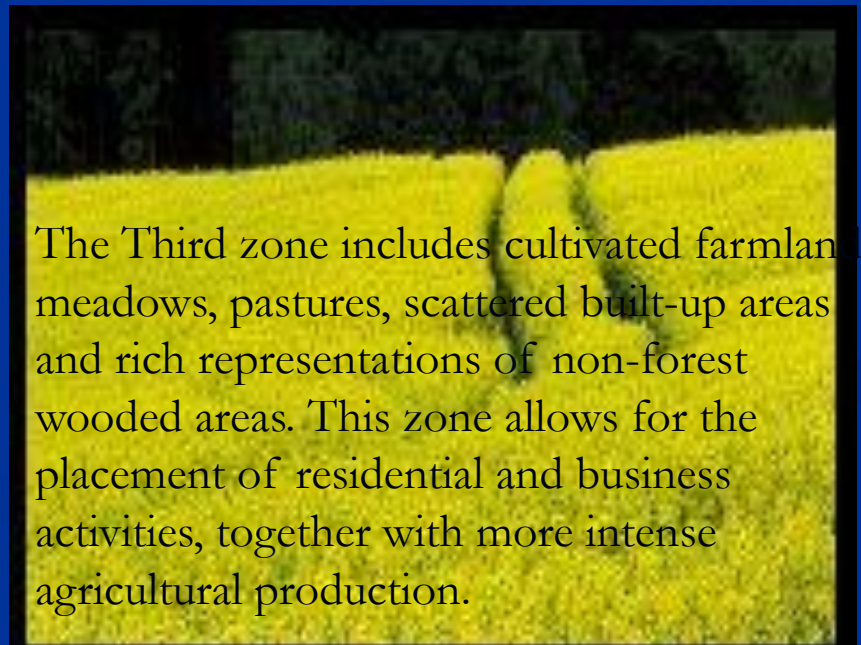 The Third zone includes cultivated farmland
meadows, pastures, scattered built-up areas
and rich representations of non-forest
wooded areas. This zone allows for the
placement of residential and business
activities, together with more intense
agricultural production.